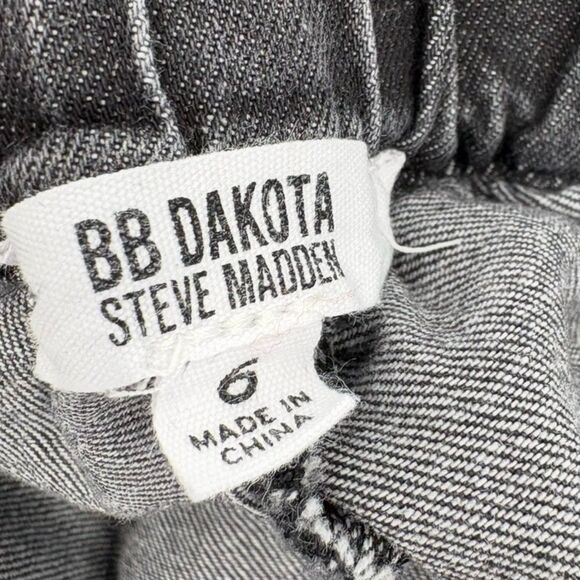 BB DAKOTA
STEVE MADDEN
6
MADE IN
CHINA